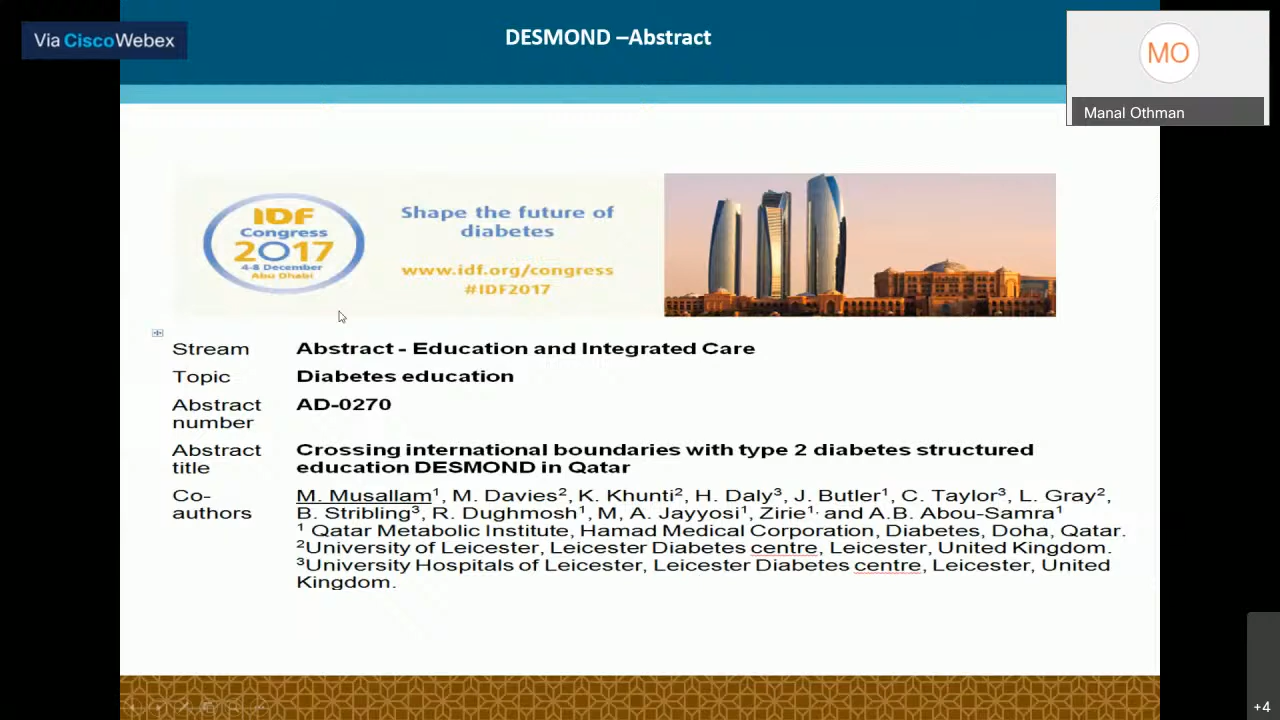 Via CiscoWebex
DESMOND –Abstract
MO
Manal Othman
IDF
Congress
2017
4-8 December
Abu Dhabi
Shape the future of
diabetes
www.idf.org/congress
#IDF2017
Stream Abstract - Education and Integrated Care
Topic Diabetes education
Abstract number AD-0270
Abstract title Crossing international boundaries with type 2 diabetes structured
education DESMOND in Qatar
Co-authors M. Musallam¹, M. Davies², K. Khunti², H. Daly³, J. Butler¹, C. Taylor³, L. Gray²,
B. Stribling³, R. Dughmosh¹, M, A. Jayyosi¹, Zirie¹· and A.B. Abou-Samra¹
¹ Qatar Metabolic Institute, Hamad Medical Corporation, Diabetes, Doha, Qatar.
²University of Leicester, Leicester Diabetes centre, Leicester, United Kingdom.
³University Hospitals of Leicester, Leicester Diabetes centre, Leicester, United
Kingdom.
+4